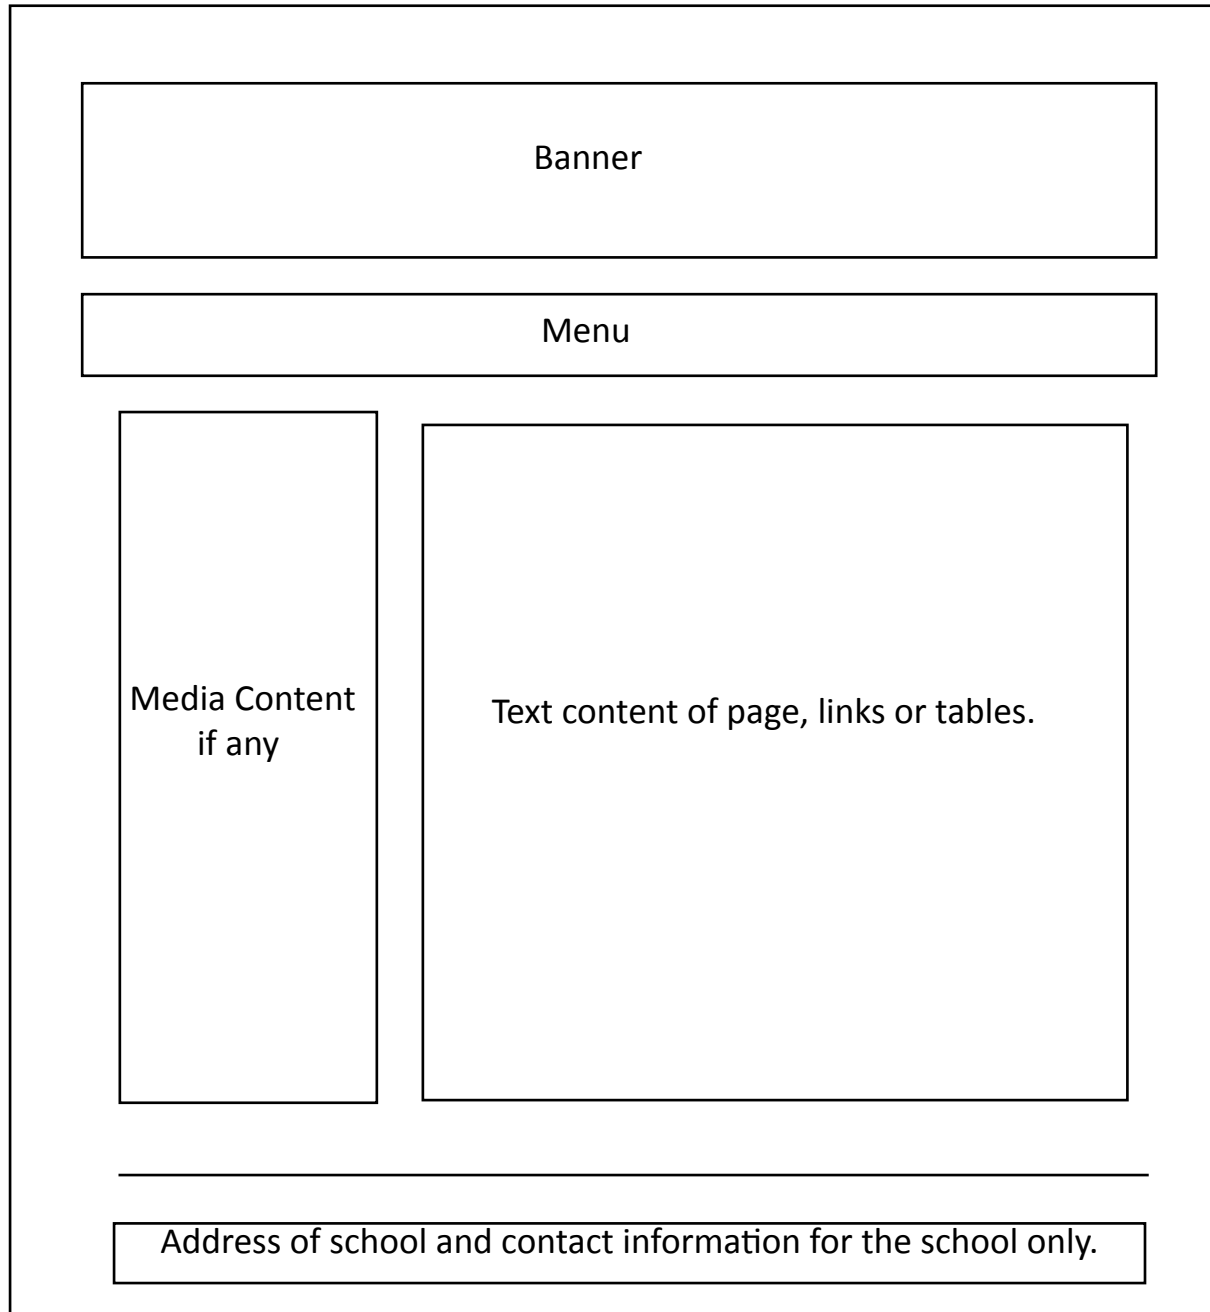 Banner
Menu
Media Content
if any
Text content of page, links or tables.
Address of school and contact information for the school only.